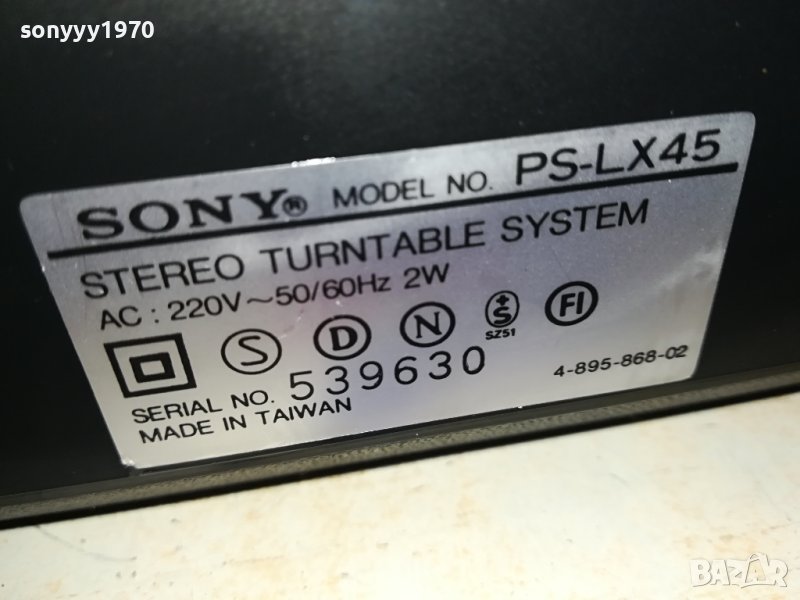 sonyyy1970
SONY® MODEL NO. PS-LX45
STEREO TURNTABLE SYSTEM
AC : 220V~50/60Hz 2W
S D N +S FI
SZ51
SERIAL NO. 539630 4-895-868-02
MADE IN TAIWAN
BAZAR